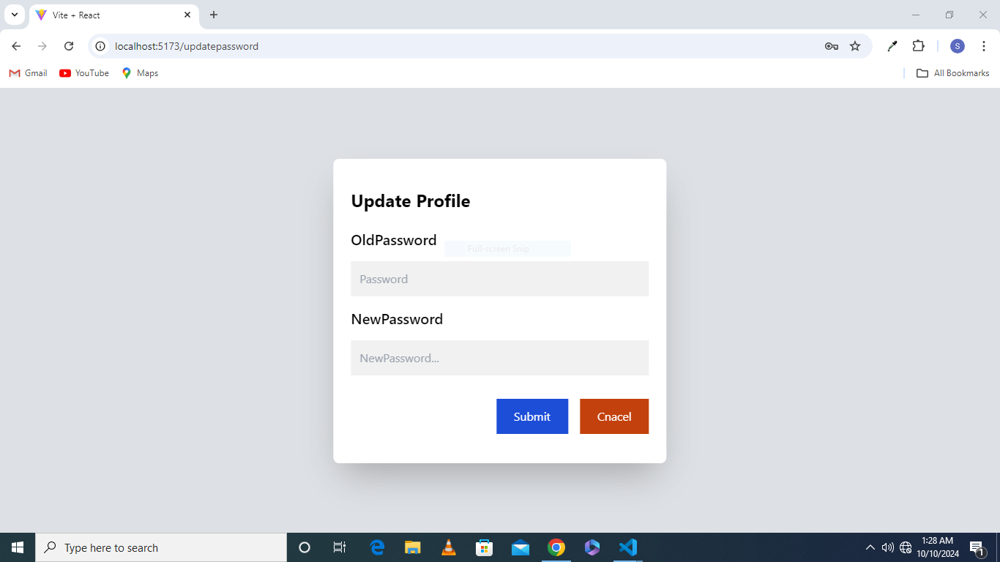 Vite + React
localhost:5173/updatepassword
S
Gmail YouTube Maps All Bookmarks
Update Profile
OldPassword
Full-screen Snip
Password
NewPassword
NewPassword...
Submit Cnacel
Type here to search
1:28 AM
10/10/2024
1